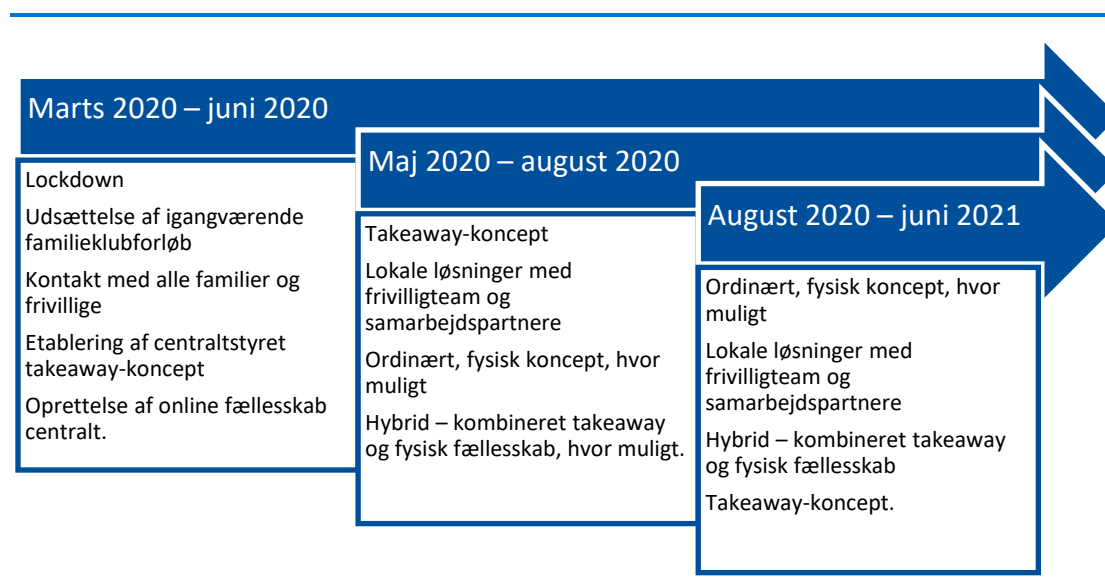 Marts 2020 – juni 2020
Lockdown
Udsættelse af igangværende
familieklubforløb
Kontakt med alle familier og
frivillige
Etablering af centraltstyret
takeaway-koncept
Oprettelse af online fællesskab
centralt.
Maj 2020 – august 2020
Takeaway-koncept
Lokale løsninger med
frivilligteam og
samarbejdspartnere
Ordinært, fysisk koncept, hvor
muligt
Hybrid – kombineret takeaway
og fysisk fællesskab, hvor muligt.
August 2020 – juni 2021
Ordinært, fysisk koncept, hvor
muligt
Lokale løsninger med
frivilligteam og
samarbejdspartnere
Hybrid – kombineret takeaway
og fysisk fællesskab
Takeaway-koncept.